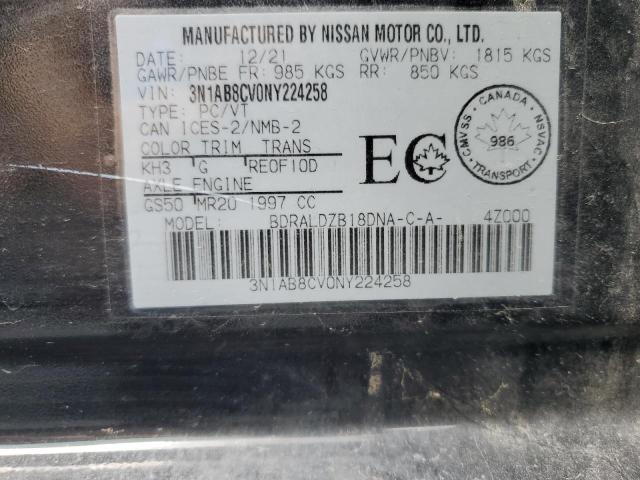 MANUFACTURED BY NISSAN MOTOR CO., LTD.
DATE: 12/21 GVWR/PNBV: 1815 KGS
GAWR/PNBE FR: 985 KGS RR: 850 KGS
VIN: 3N1AB8CV0NY224258
TYPE: PC/VT
CAN ICES-2/NMB-2
COLOR TRIM TRANS
KH3 G RE0F10D
AXLE ENGINE
GS50 MR20 1997 CC
EC
CANADA
CMVSS NSVAC
986
TRANSPORT
MODEL: BDRALDZB18DNA-C-A- 4Z000
3N1AB8CV0NY224258